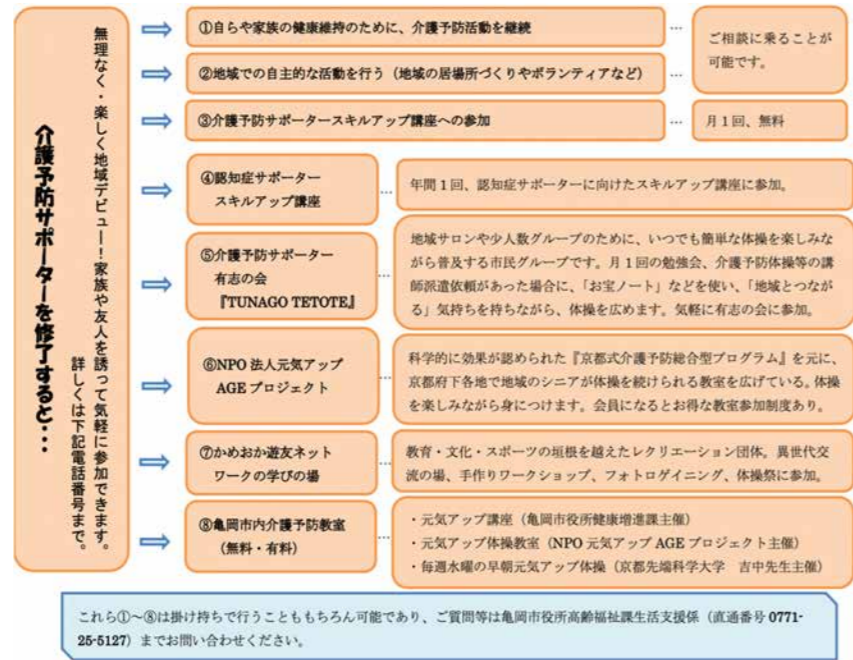 介護予防サポーターを修了すると・・・
無理なく・楽しく地域デビュー！家族や友人を誘って気軽に参加できます。
詳しくは下記電話番号まで。
①自らや家族の健康維持のために、介護予防活動を継続
…
②地域での自主的な活動を行う（地域の居場所づくりやボランティアなど）
…
ご相談に乗ることが
可能です。
③介護予防サポータースキルアップ講座への参加
…
月１回、無料
④認知症サポーター
スキルアップ講座
…
年間１回、認知症サポーターに向けたスキルアップ講座に参加。
⑤介護予防サポーター
有志の会
『TUNAGO TETOTE』
…
地域サロンや少人数グループのために、いつでも簡単な体操を楽しみな
がら普及する市民グループです。月１回の勉強会、介護予防体操等の講
師派遣依頼があった場合に、「お宝ノート」などを使い、「地域とつなが
る」気持ちを持ちながら、体操を広めます。気軽に有志の会に参加。
⑥NPO 法人元気アップ
AGE プロジェクト
…
科学的に効果が認められた『京都式介護予防総合型プログラム』を元に、
京都府下各地で地域のシニアが体操を続けられる教室を広げている。体操
を楽しみながら身につけます。会員になるとお得な教室参加制度あり。
⑦かめおか遊友ネット
ワークの学びの場
…
教育・文化・スポーツの垣根を越えたレクリエーション団体。異世代交
流の場、手作りワークショップ、フォトロゲイニング、体操祭に参加。
⑧亀岡市内介護予防教室
（無料・有料）
…
・元気アップ講座（亀岡市役所健康増進課主催）
・元気アップ体操教室（NPO 元気アップ AGE プロジェクト主催）
・毎週水曜の早朝元気アップ体操（京都先端科学大学　吉中先生主催）
これら①～⑧は掛け持ちで行うことももちろん可能であり、ご質問等は亀岡市役所高齢福祉課生活支援係（直通番号 0771-
25-5127）までお問い合わせください。